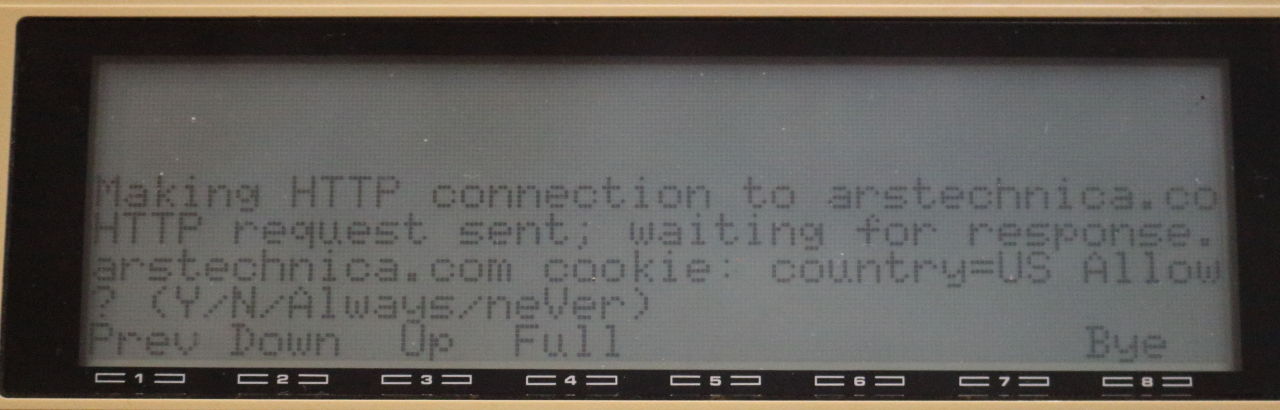 Making HTTP connection to arstechnica.co
HTTP request sent; waiting for response.
arstechnica.com cookie: country=US Allow
? (Y/N/Always/neVer)
Prev Down Up Full Bye
1 2 3 4 5 6 7 8